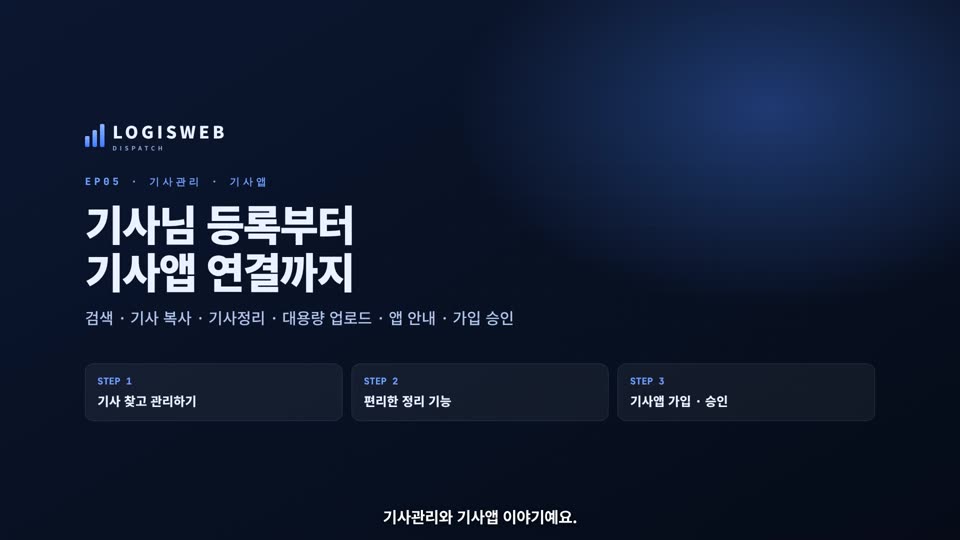 LOGISWEB
DISPATCH
EP05 · 기사관리 · 기사앱
기사님 등록부터
기사앱 연결까지
검색 · 기사 복사 · 기사정리 · 대용량 업로드 · 앱 안내 · 가입 승인
STEP 1
기사 찾고 관리하기
STEP 2
편리한 정리 기능
STEP 3
기사앱 가입 · 승인
기사관리와 기사앱 이야기예요.